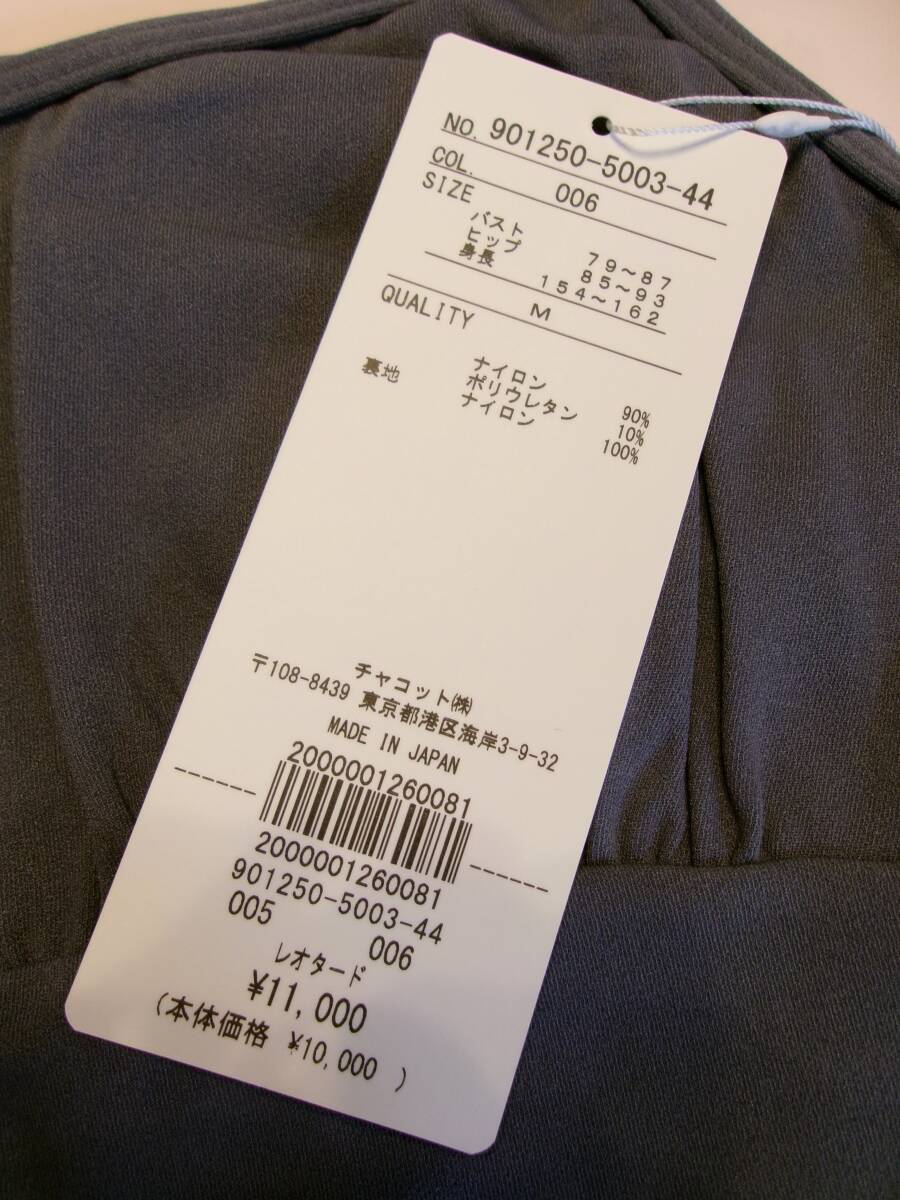 NO. 901250-5003-44
COL. 006
SIZE
バスト 79～87
ヒップ 85～93
身長 154～162
M
QUALITY
ナイロン 90%
ポリウレタン 10%
裏地 ナイロン 100%
チャコット㈱
〒108-8439 東京都港区海岸3-9-32
MADE IN JAPAN
2000001260081
2000001260081
901250-5003-44
005 006
レオタード
¥11,000
(本体価格 ¥10,000 )